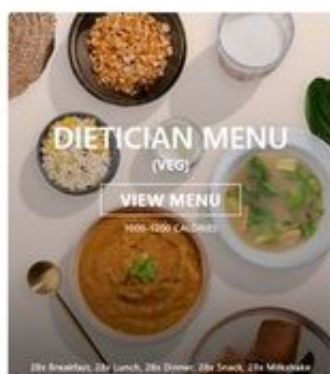 DIETICIAN MENU
(VEG)
VIEW MENU
1000-1200 CALORIES
28x Breakfast, 28x Lunch, 28x Dinner, 28x Snack, 28x Milkshake